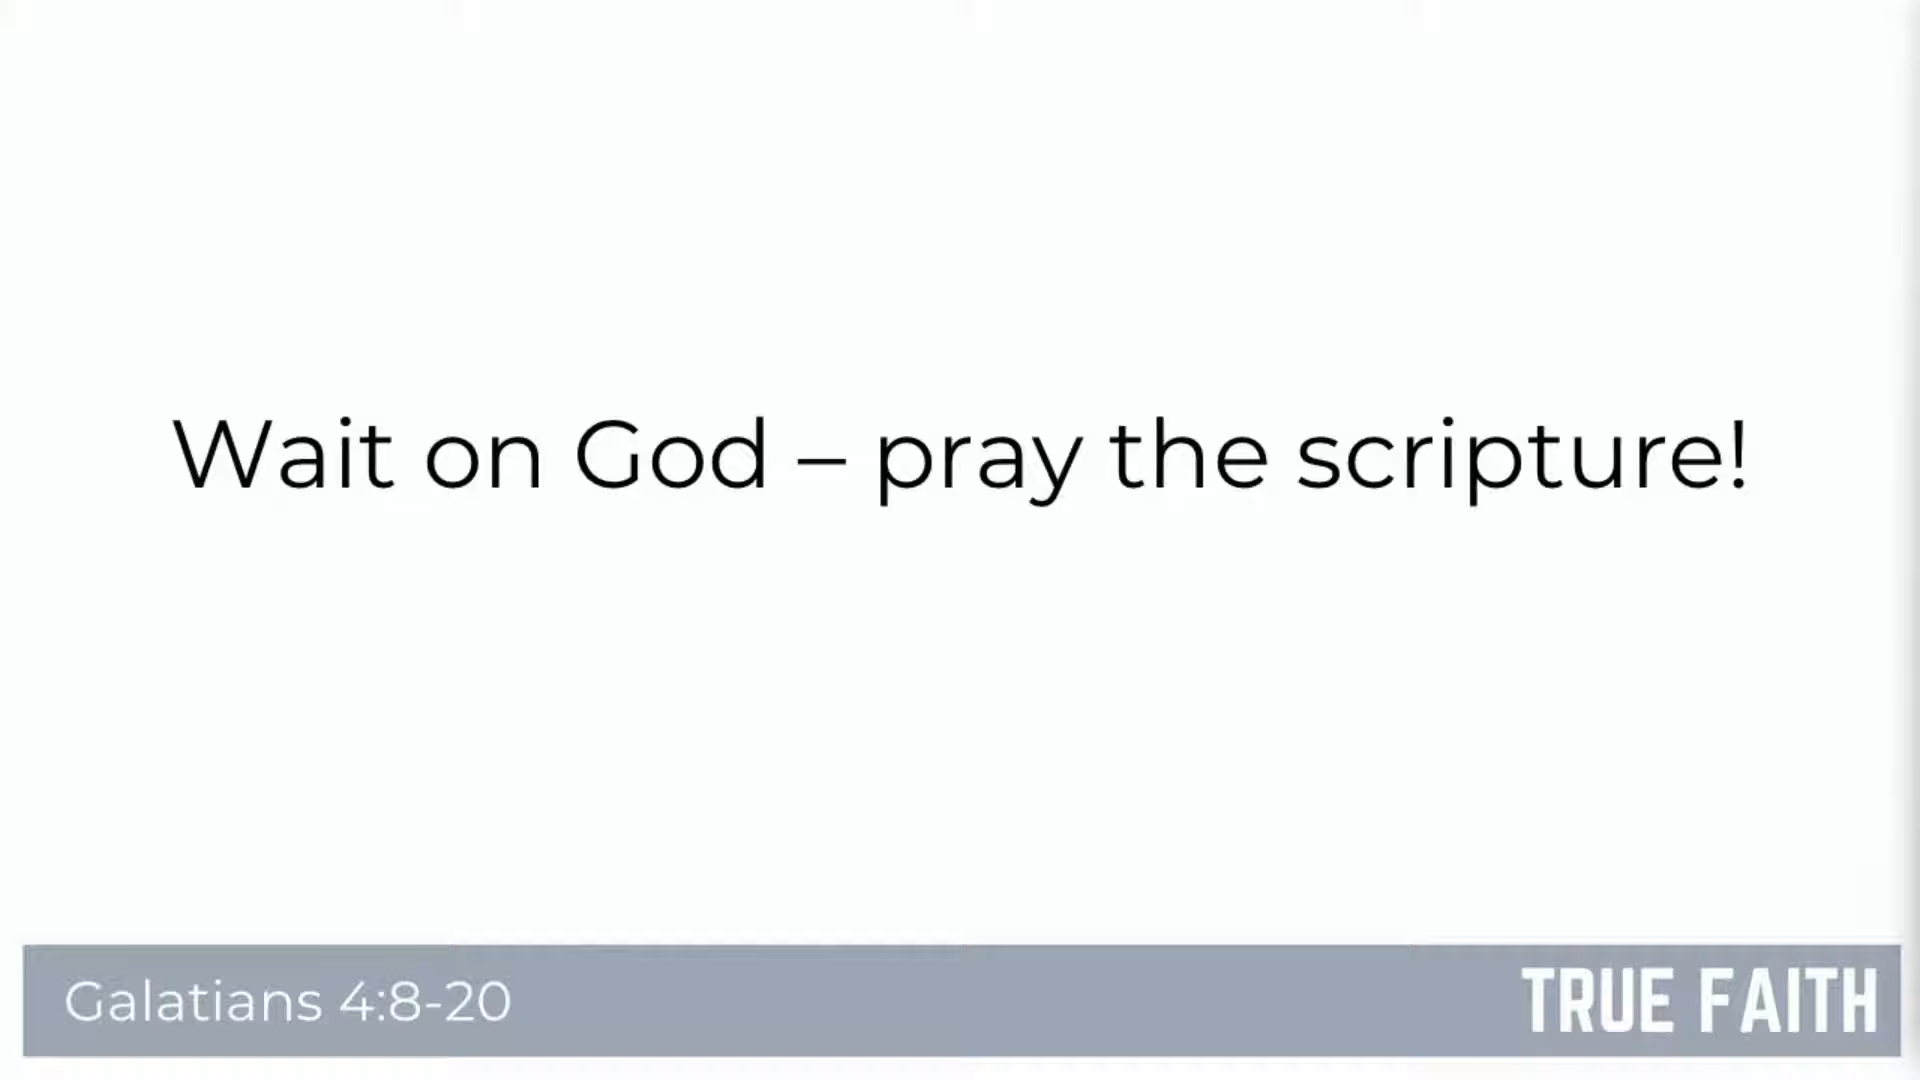 Wait on God – pray the scripture!
Galatians 4:8-20
TRUE FAITH